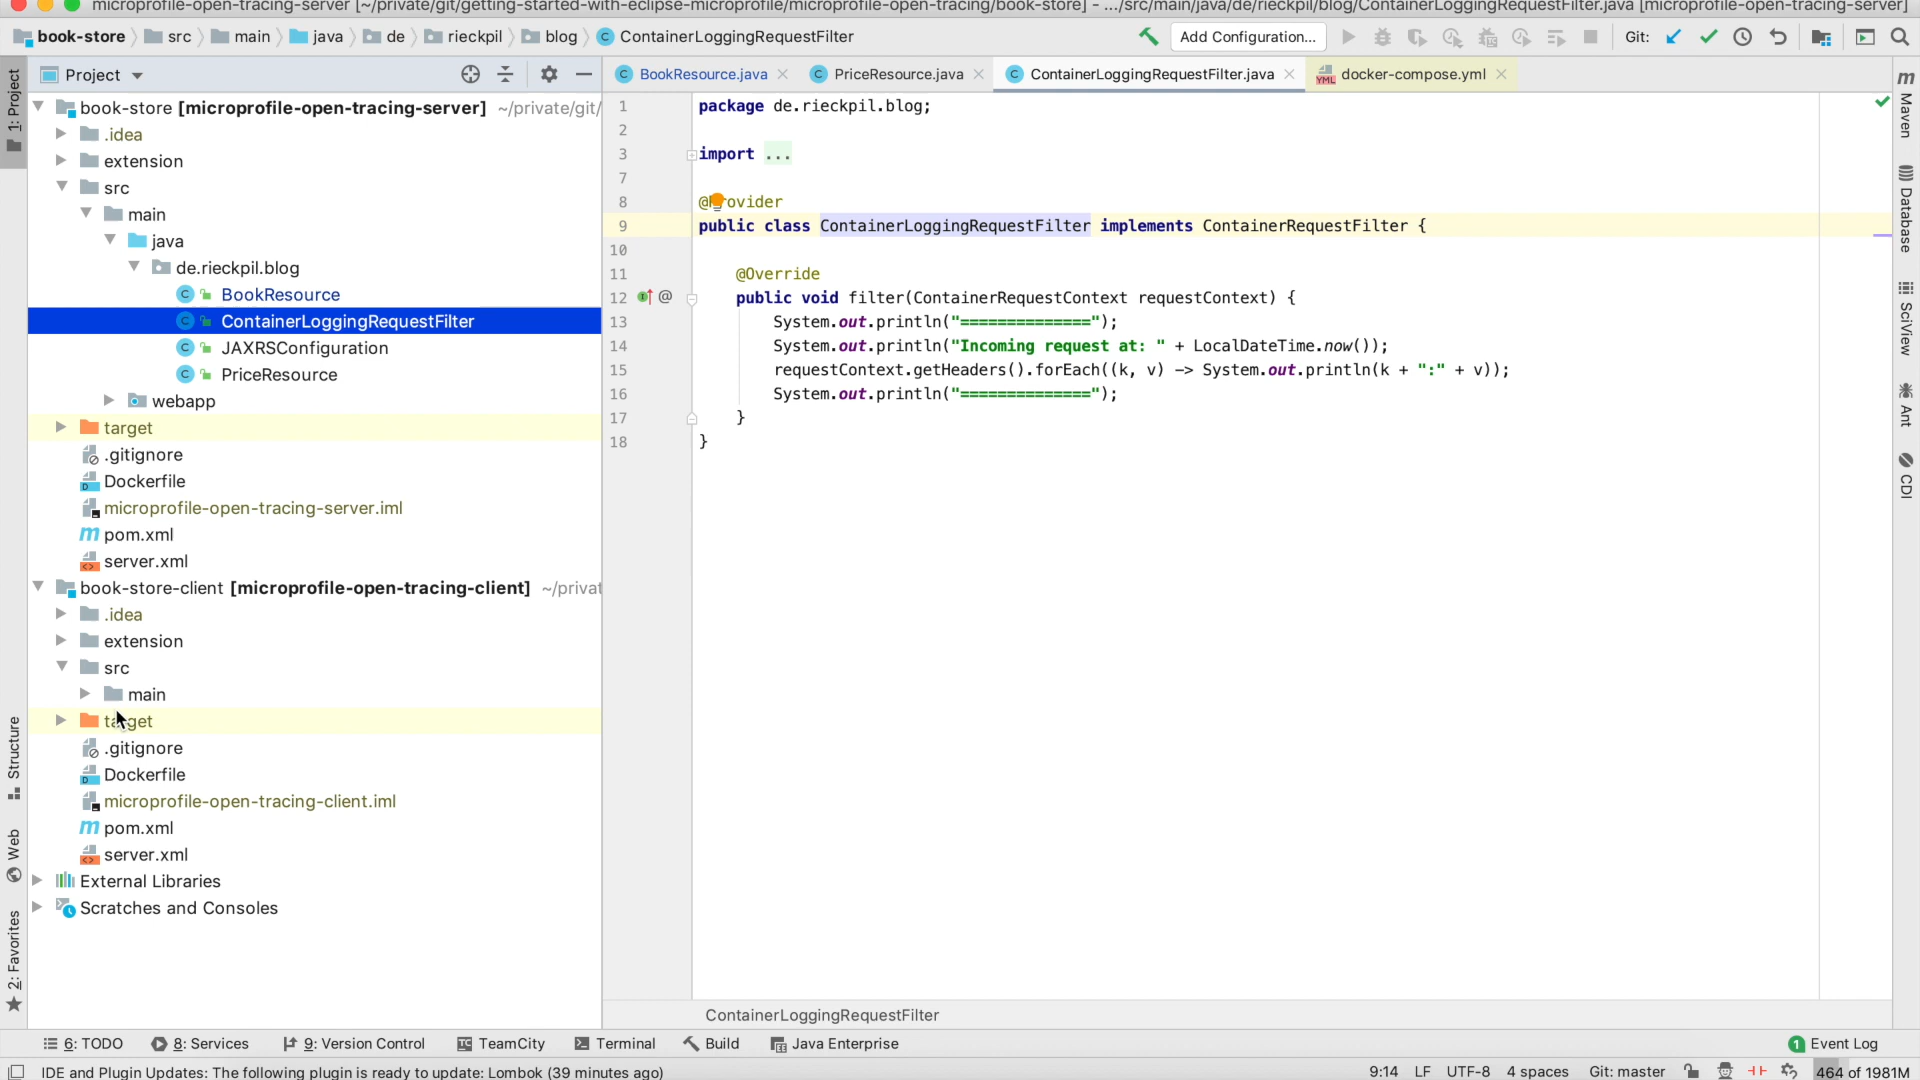 microprofile-open-tracing-server [~/private/git/getting-started-with-eclipse-microprofile/microprofile-open-tracing/book-store] - .../src/main/java/de/rieckpil/blog/ContainerLoggingRequestFilter.java [microprofile-open-tracing-server]
book-store src main java de rieckpil blog ContainerLoggingRequestFilter Add Configuration... Git:
Project
BookResource.java PriceResource.java ContainerLoggingRequestFilter.java docker-compose.yml
1: Project
Structure
Web
2: Favorites
book-store [microprofile-open-tracing-server] ~/private/git/
.idea
extension
src
main
java
de.rieckpil.blog
BookResource
ContainerLoggingRequestFilter
JAXRSConfiguration
PriceResource
webapp
target
.gitignore
Dockerfile
microprofile-open-tracing-server.iml
pom.xml
server.xml
book-store-client [microprofile-open-tracing-client] ~/privat
.idea
extension
src
main
target
.gitignore
Dockerfile
microprofile-open-tracing-client.iml
pom.xml
server.xml
External Libraries
Scratches and Consoles
1 package de.rieckpil.blog;
2
3 import ...
7
8 @Provider
9 public class ContainerLoggingRequestFilter implements ContainerRequestFilter {
10
11 @Override
12 public void filter(ContainerRequestContext requestContext) {
13 System.out.println("==============");
14 System.out.println("Incoming request at: " + LocalDateTime.now());
15 requestContext.getHeaders().forEach((k, v) -> System.out.println(k + ":" + v));
16 System.out.println("==============");
17 }
18 }
ContainerLoggingRequestFilter
Maven
Database
SciView
Ant
CDI
6: TODO 8: Services 9: Version Control TeamCity Terminal Build Java Enterprise 1 Event Log
IDE and Plugin Updates: The following plugin is ready to update: Lombok (39 minutes ago) 9:14 LF UTF-8 4 spaces Git: master 464 of 1981M